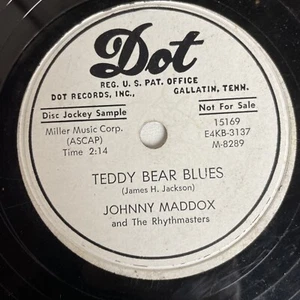 Dot
REG. U. S. PAT. OFFICE
DOT RECORDS, INC., GALLATIN, TENN.
Disc Jockey Sample
Not For Sale
Miller Music Corp.
(ASCAP)
Time 2:14
15169
E4KB-3137
M-8289
TEDDY BEAR BLUES
(James H. Jackson)
JOHNNY MADDOX
and The Rhythmasters